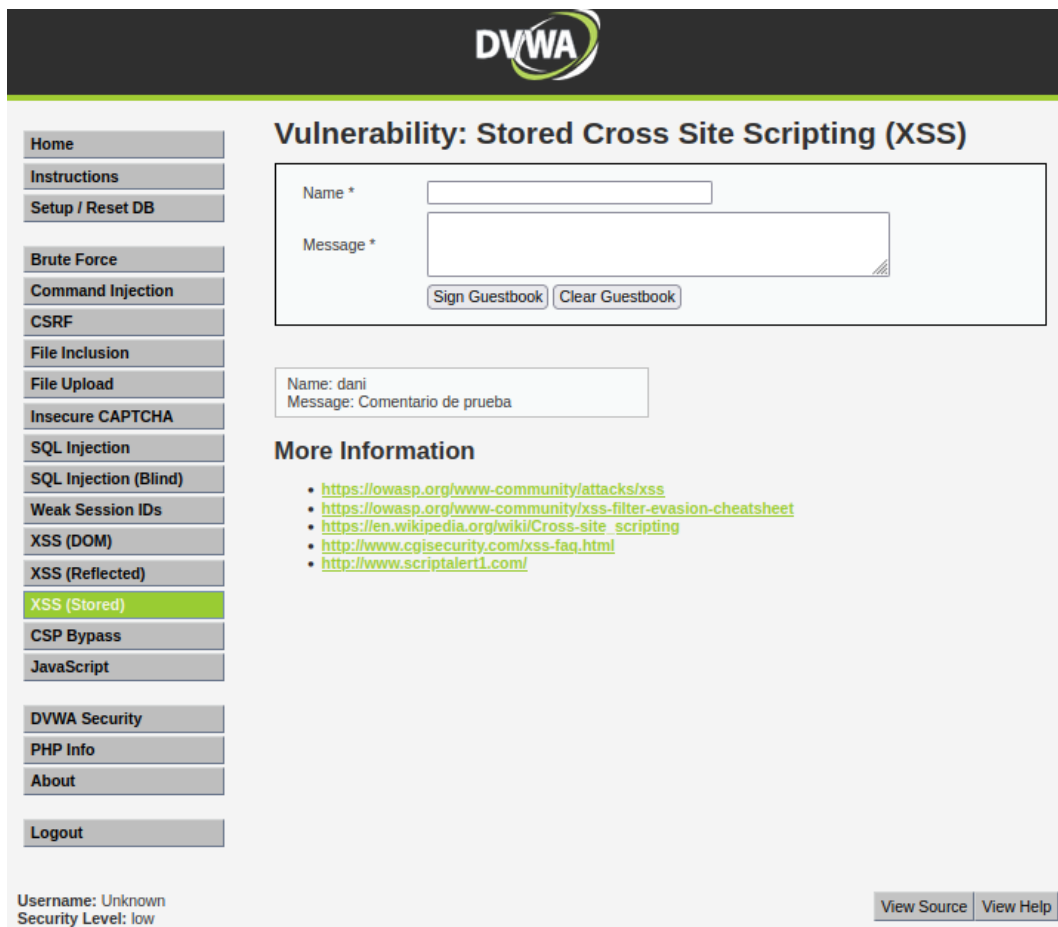 DVWA
Home
Instructions
Setup / Reset DB
Brute Force
Command Injection
CSRF
File Inclusion
File Upload
Insecure CAPTCHA
SQL Injection
SQL Injection (Blind)
Weak Session IDs
XSS (DOM)
XSS (Reflected)
XSS (Stored)
CSP Bypass
JavaScript
DVWA Security
PHP Info
About
Logout
Vulnerability: Stored Cross Site Scripting (XSS)
Name *
Message *
Sign Guestbook Clear Guestbook
Name: dani
Message: Comentario de prueba
More Information
• https://owasp.org/www-community/attacks/xss
• https://owasp.org/www-community/xss-filter-evasion-cheatsheet
• https://en.wikipedia.org/wiki/Cross-site_scripting
• http://www.cgisecurity.com/xss-faq.html
• http://www.scriptalert1.com/
Username: Unknown
Security Level: low
View Source View Help